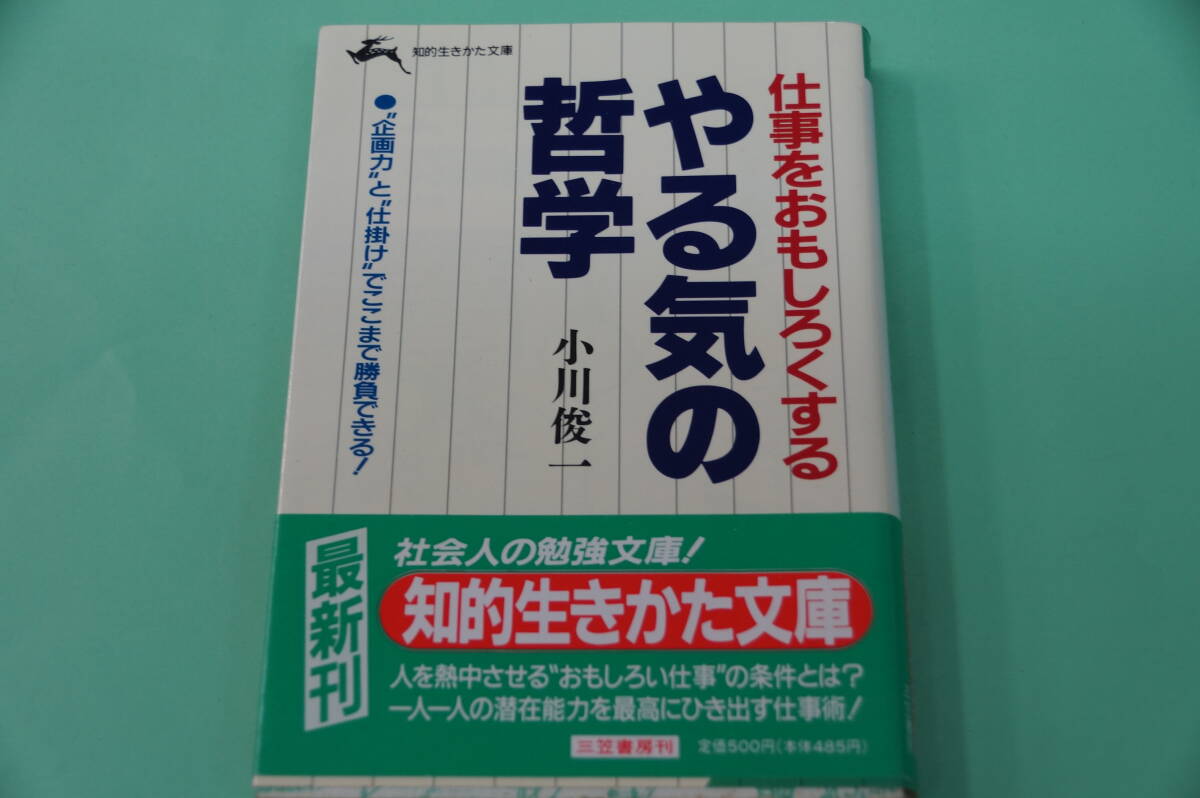 知的生きかた文庫
仕事をおもしろくする
やる気の
哲学
小川俊一
●〝企画力〟と〝仕掛け〟でここまで勝負できる!
最新刊
社会人の勉強文庫!
知的生きかた文庫
人を熱中させる〝おもしろい仕事〟の条件とは?
一人一人の潜在能力を最高にひき出す仕事術!
三笠書房刊
定価500円(本体485円)